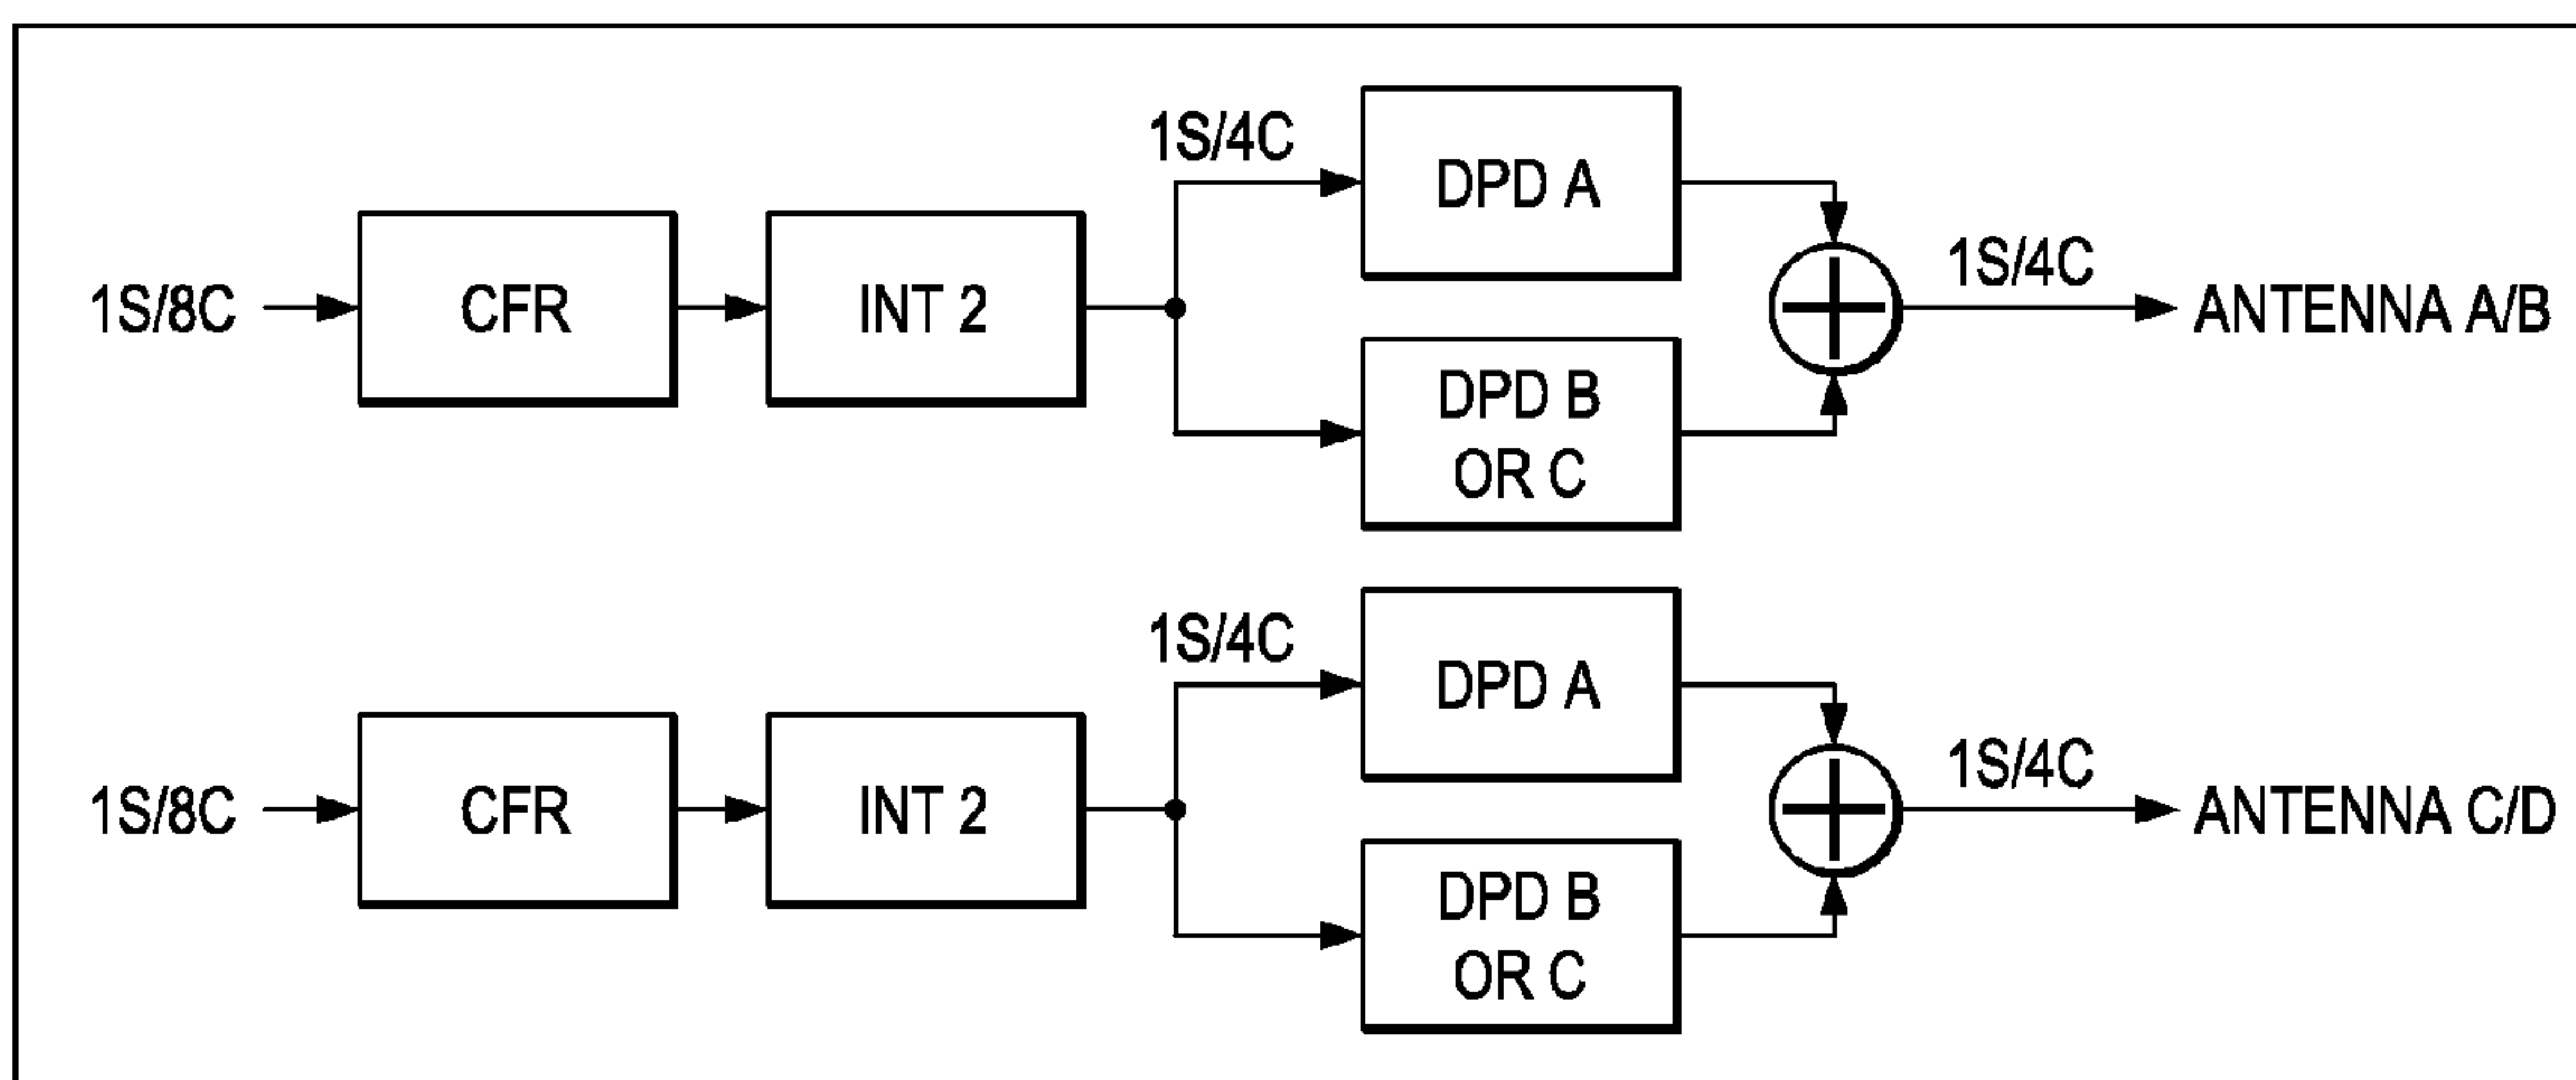 1S/8C
CFR
INT 2
1S/4C
DPD A
DPD B
OR C
1S/4C
ANTENNA A/B
1S/8C
CFR
INT 2
1S/4C
DPD A
DPD B
OR C
1S/4C
ANTENNA C/D